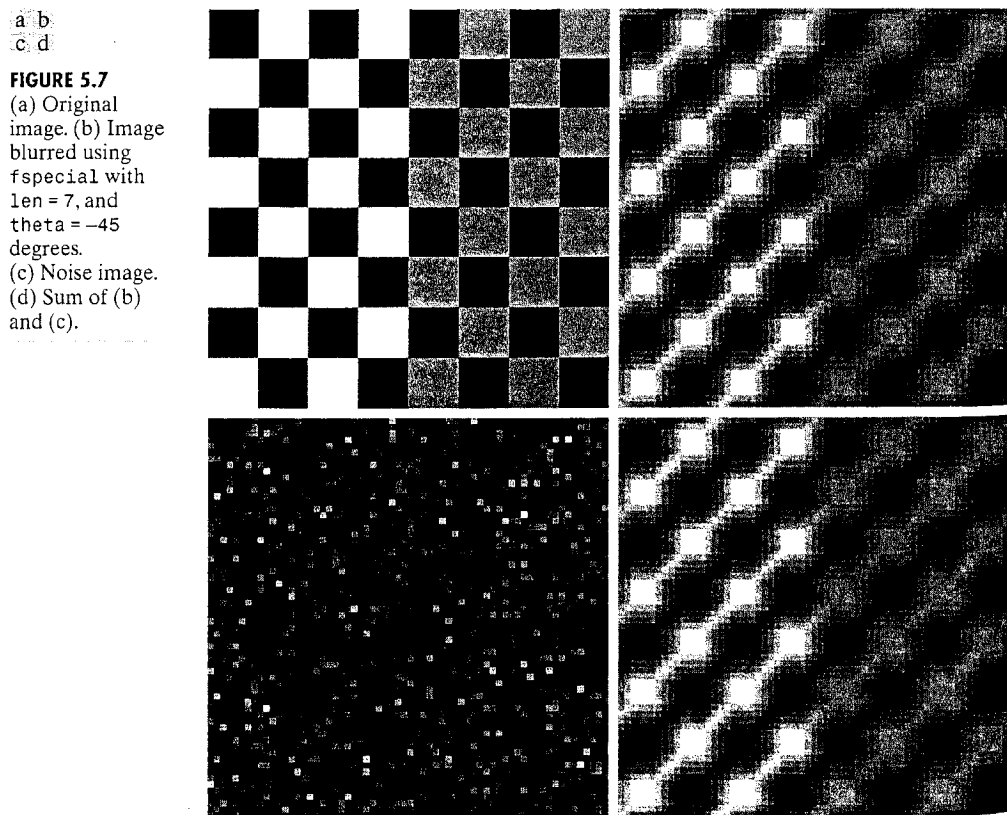 a b
c d
FIGURE 5.7
(a) Original
image. (b) Image
blurred using
fspecial with
len = 7, and
theta = −45
degrees.
(c) Noise image.
(d) Sum of (b)
and (c).